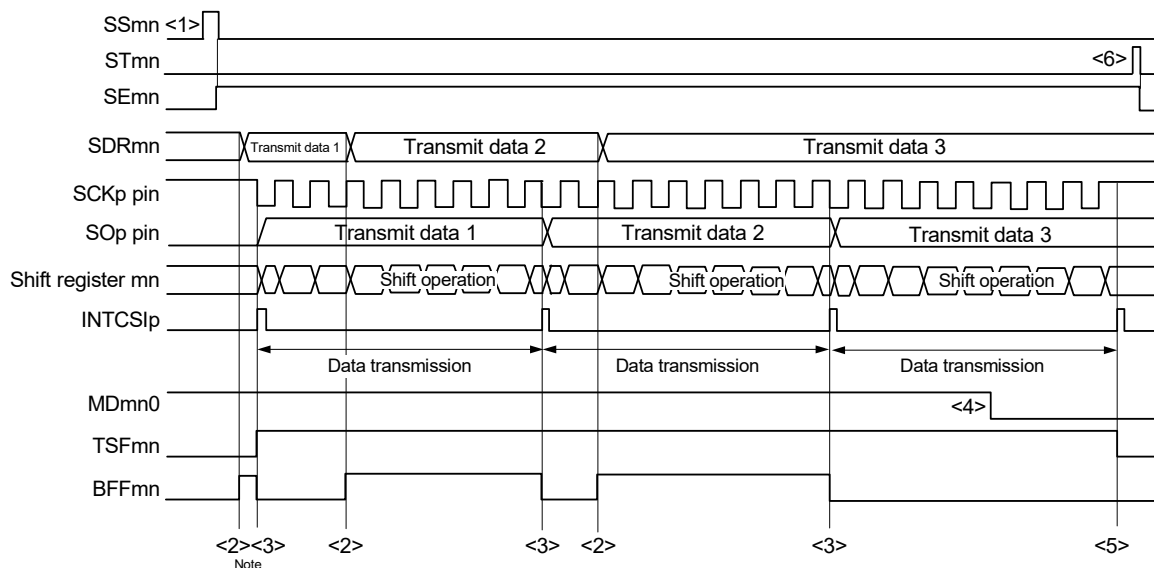 SSmn <1>
STmn <6>
SEmn
SDRmn Transmit data 1 Transmit data 2 Transmit data 3
SCKp pin
SOp pin Transmit data 1 Transmit data 2 Transmit data 3
Shift register mn Shift operation Shift operation Shift operation
INTCSIp
Data transmission Data transmission Data transmission
MDmn0 <4>
TSFmn
BFFmn
<2> <3> <2> <3> <2> <3> <5>
Note